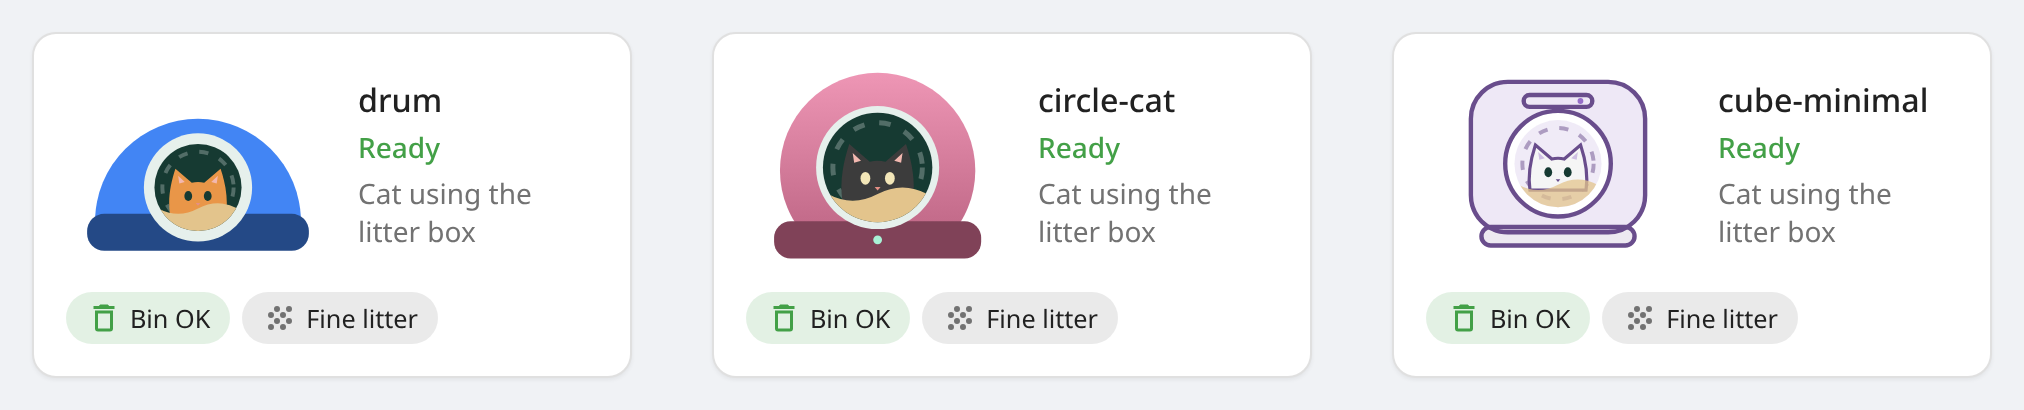 drum
Ready
Cat using the
litter box
Bin OK
Fine litter
circle-cat
Ready
Cat using the
litter box
Bin OK
Fine litter
cube-minimal
Ready
Cat using the
litter box
Bin OK
Fine litter